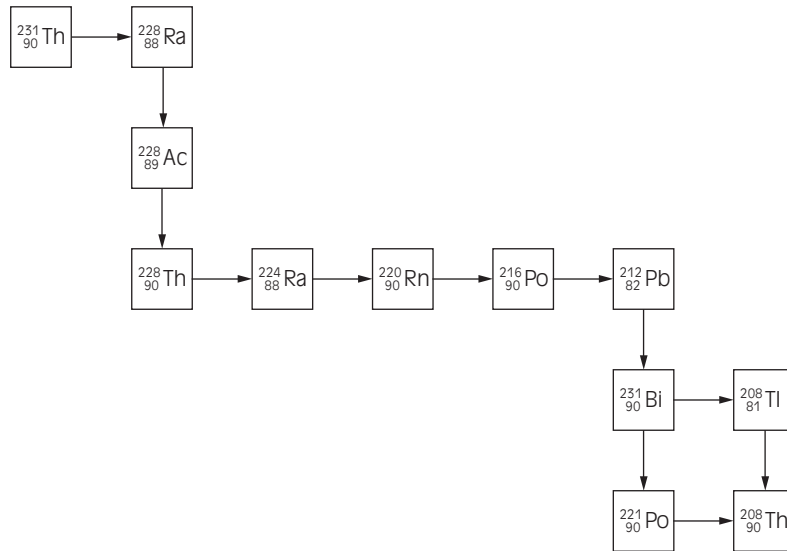 231 90 Th 228 88 Ra
228 89 Ac
228 90 Th 224 88 Ra 220 90 Rn 216 90 Po 212 82 Pb
231 90 Bi 208 81 Tl
221 90 Po 208 90 Th